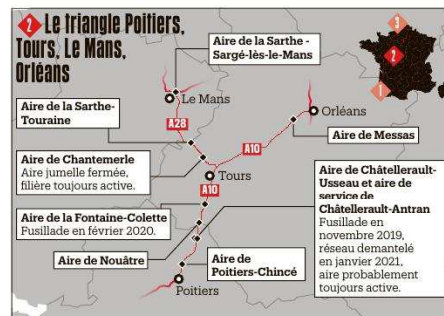 2 Le triangle Poitiers,
Tours, Le Mans,
Orléans
3
2
1
Aire de la Sarthe -
Sargé-lès-le-Mans
Le Mans
Orléans
Aire de la Sarthe-
Touraine
A28
A10
Aire de Messas
Aire de Chantemerle
Aire jumelle fermée,
filière toujours active.
Tours
A10
Aire de Châtellerault-
Usseau et aire de
service de
Châtellerault-Antran
Fusillade en
novembre 2019,
réseau demantelé
en janvier 2021,
aire probablement
toujours active.
Aire de la Fontaine-Colette
Fusillade en février 2020.
Aire de Nouâtre
Aire de
Poitiers-Chincé
Poitiers